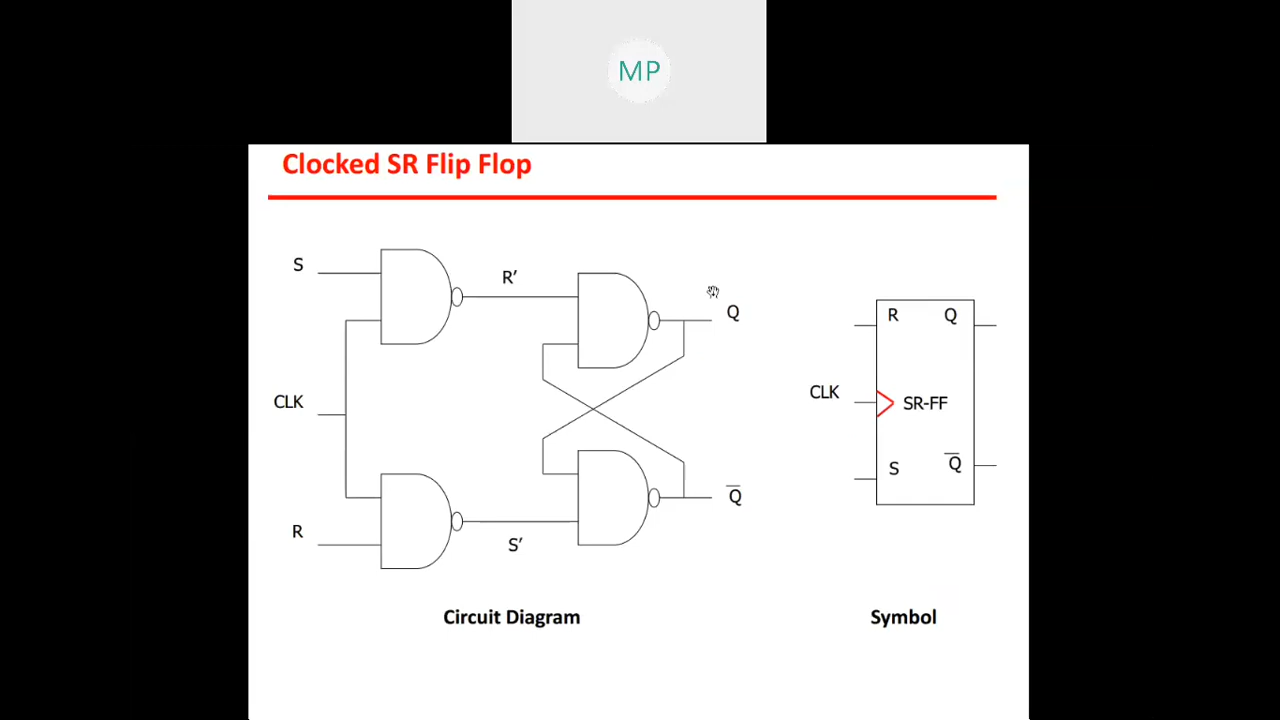 MP
Clocked SR Flip Flop
S
R′
Q
CLK
R
S′
Q̅
R Q
CLK
SR-FF
S Q̅
Circuit Diagram
Symbol